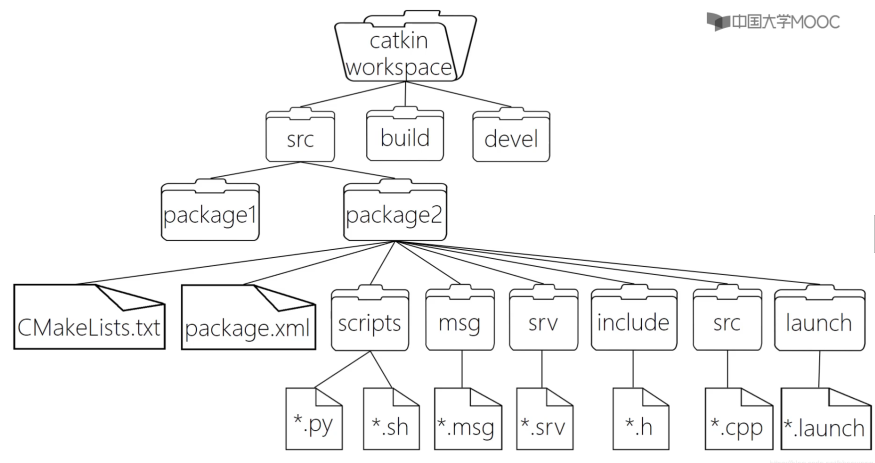 中国大学MOOC
catkin
workspace
src
build
devel
package1
package2
CMakeLists.txt
package.xml
scripts
msg
srv
include
src
launch
*.py
*.sh
*.msg
*.srv
*.h
*.cpp
*.launch